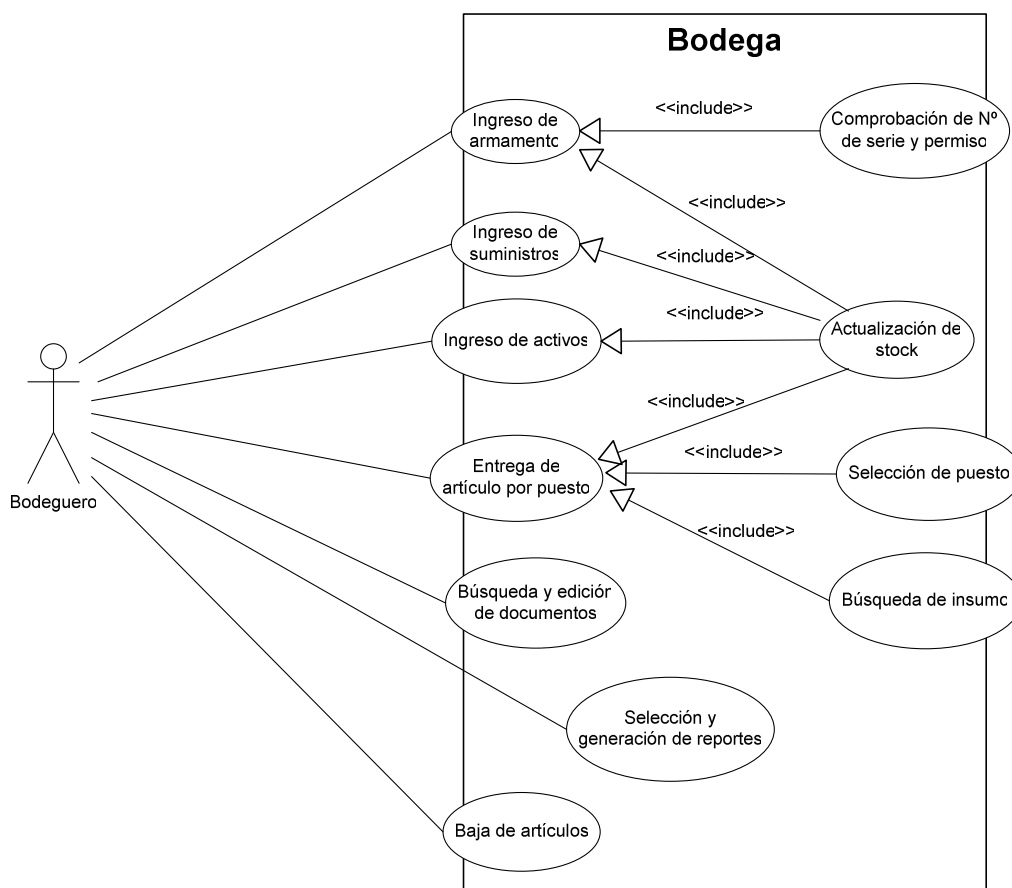 Bodega
Ingreso de
armamento
<<include>>
Comprobación de Nº
de serie y permiso
<<include>>
Ingreso de
suministros
<<include>>
Ingreso de activos
<<include>>
Actualización de
stock
<<include>>
Entrega de
artículo por puesto
<<include>>
Selección de puesto
<<include>>
Bodeguero
Búsqueda y edición
de documentos
Búsqueda de insumo
Selección y
generación de reportes
Baja de artículos